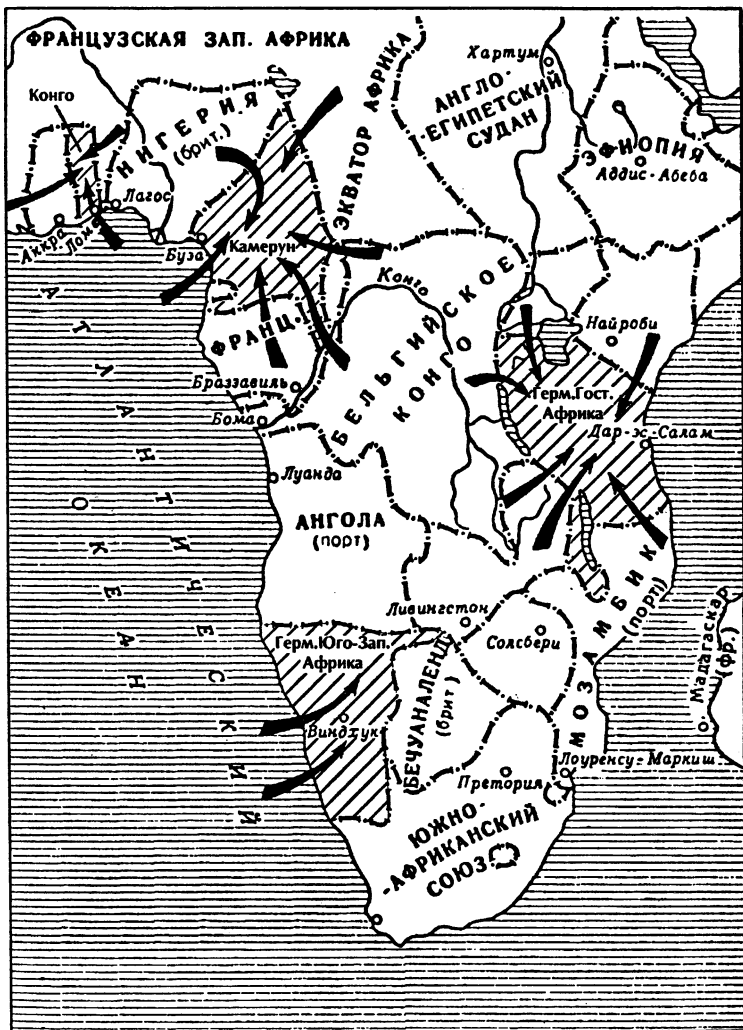 ФРАНЦУЗСКАЯ ЗАП. АФРИКА
Хартум
АНГЛО-
-ЕГИПЕТСКИЙ
СУДАН
ЭКВАТОР АФРИКА
Конго
НИГЕРИЯ
(брит.)
ЭФИОПИЯ
Аддис-Абеба
Лагос
Аккра
Ломе
Буэа
Камерун
Конго
ФРАНЦ.
БЕЛЬГИЙСКОЕ
КОНГО
Найроби
Браззавиль
Бома
Герм.Гост.
Африка
Дар-эс-Салам
Луанда
АНГОЛА
(порт)
АТЛАНТИЧЕСКИЙ
ОКЕАН
Ливингстон
Солсбери
МОЗАМБИК
(порт)
Мадагаскар
(фр.)
Герм.Юго-Зап.
Африка
Виндхук
БЕЧУАНАЛЕНД
(брит)
Претория
Лоуренсу-Маркиш
ЮЖНО-
-АФРИКАНСКИЙ
СОЮЗ